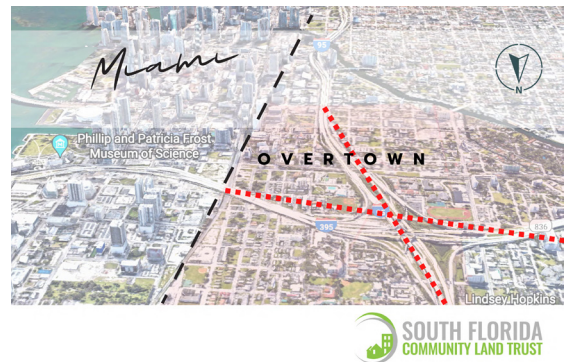 Miami
95
N
Phillip and Patricia Frost
Museum of Science
OVERTOWN
395
836
Lindsey Hopkins
SOUTH FLORIDA
COMMUNITY LAND TRUST